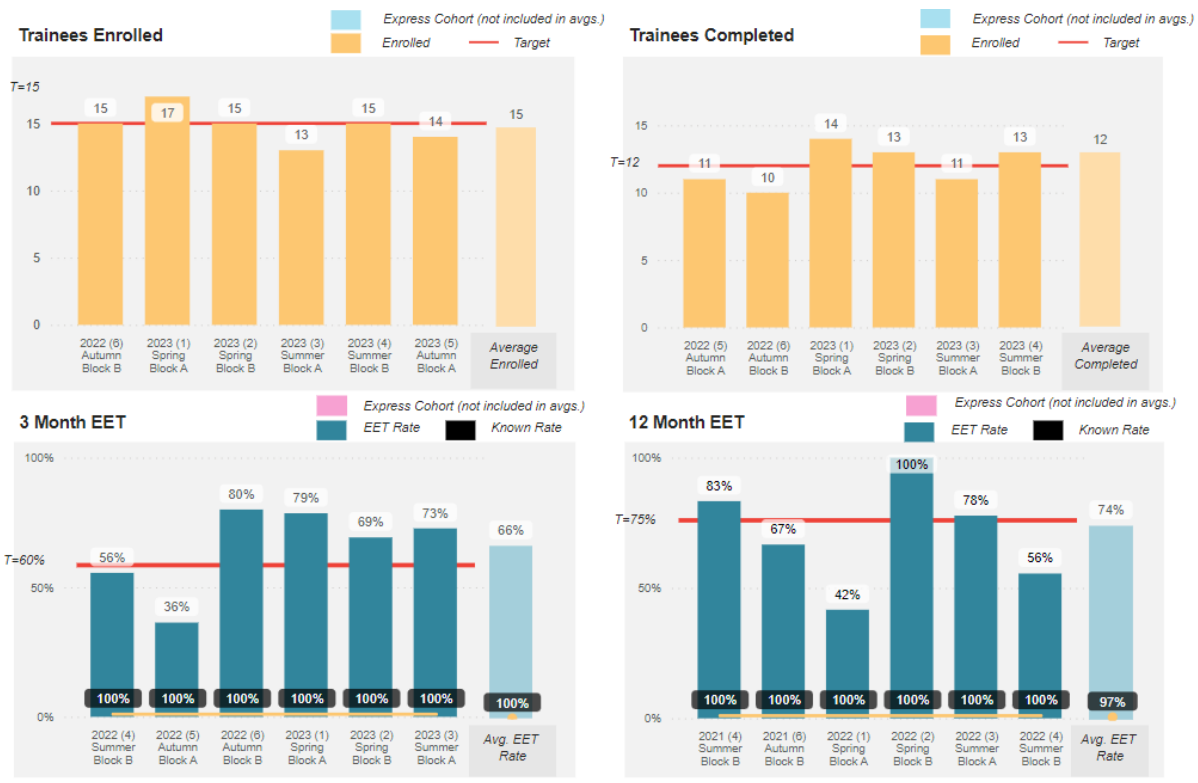 Trainees Enrolled
Express Cohort (not included in avgs.)
Enrolled
Target
T=15
15
10
5
0
15
17
15
13
15
14
15
2022 (6)
Autumn
Block B
2023 (1)
Spring
Block A
2023 (2)
Spring
Block B
2023 (3)
Summer
Block A
2023 (4)
Summer
Block B
2023 (5)
Autumn
Block A
Average
Enrolled
Trainees Completed
Express Cohort (not included in avgs.)
Enrolled
Target
15
T=12
10
5
0
11
10
14
13
11
13
12
2022 (5)
Autumn
Block A
2022 (6)
Autumn
Block B
2023 (1)
Spring
Block A
2023 (2)
Spring
Block B
2023 (3)
Summer
Block A
2023 (4)
Summer
Block B
Average
Completed
3 Month EET
Express Cohort (not included in avgs.)
EET Rate
Known Rate
100%
T=60%
50%
0%
56%
36%
80%
79%
69%
73%
66%
100%
100%
100%
100%
100%
100%
100%
2022 (4)
Summer
Block B
2022 (5)
Autumn
Block A
2022 (6)
Autumn
Block B
2023 (1)
Spring
Block A
2023 (2)
Spring
Block B
2023 (3)
Summer
Block A
Avg. EET
Rate
12 Month EET
Express Cohort (not included in avgs.)
EET Rate
Known Rate
100%
T=75%
50%
0%
83%
67%
42%
100%
78%
56%
74%
100%
100%
100%
100%
100%
100%
97%
2021 (4)
Summer
Block B
2021 (6)
Autumn
Block B
2022 (1)
Spring
Block A
2022 (2)
Spring
Block B
2022 (3)
Summer
Block A
2022 (4)
Summer
Block B
Avg. EET
Rate